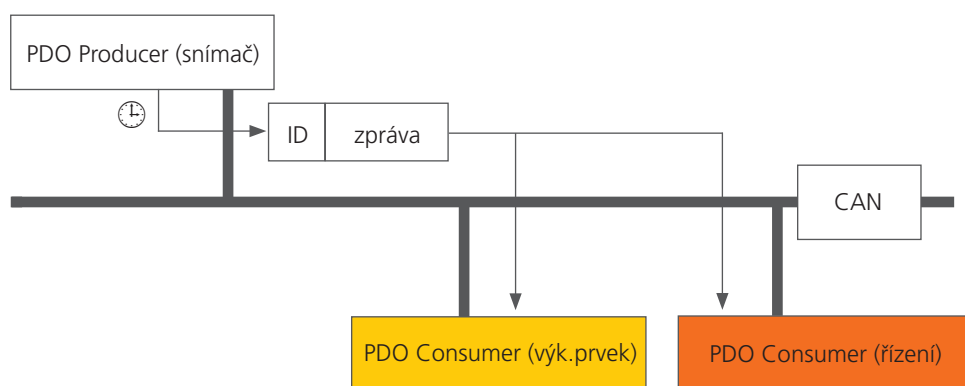 PDO Producer (snímač)
ID
zpráva
CAN
PDO Consumer (výk.prvek)
PDO Consumer (řízení)